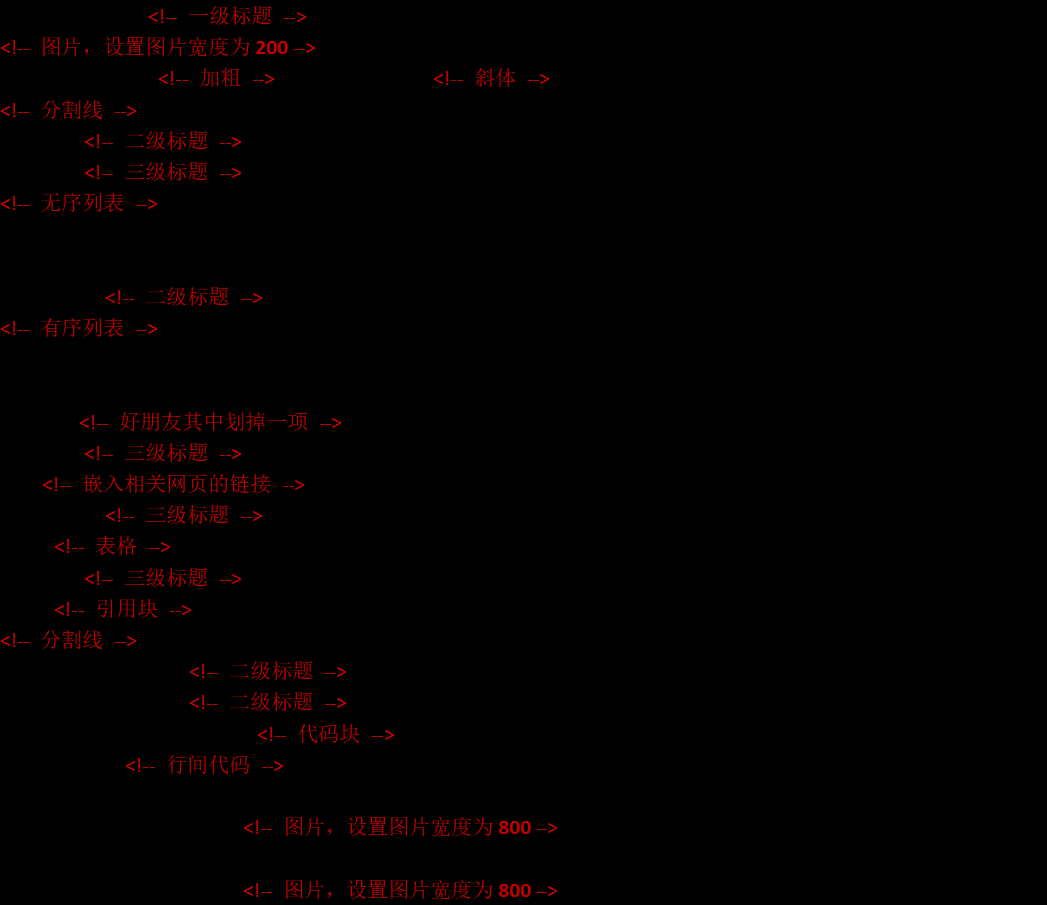 <!-- 一级标题 -->
<!-- 图片，设置图片宽度为 200 -->
<!-- 加粗 --> <!-- 斜体 -->
<!-- 分割线 -->
<!-- 二级标题 -->
<!-- 三级标题 -->
<!-- 无序列表 -->
<!-- 二级标题 -->
<!-- 有序列表 -->
<!-- 好朋友其中划掉一项 -->
<!-- 三级标题 -->
<!-- 嵌入相关网页的链接 -->
<!-- 三级标题 -->
<!-- 表格 -->
<!-- 三级标题 -->
<!-- 引用块 -->
<!-- 分割线 -->
<!-- 二级标题 -->
<!-- 二级标题 -->
<!-- 代码块 -->
<!-- 行间代码 -->
<!-- 图片，设置图片宽度为 800 -->
<!-- 图片，设置图片宽度为 800 -->